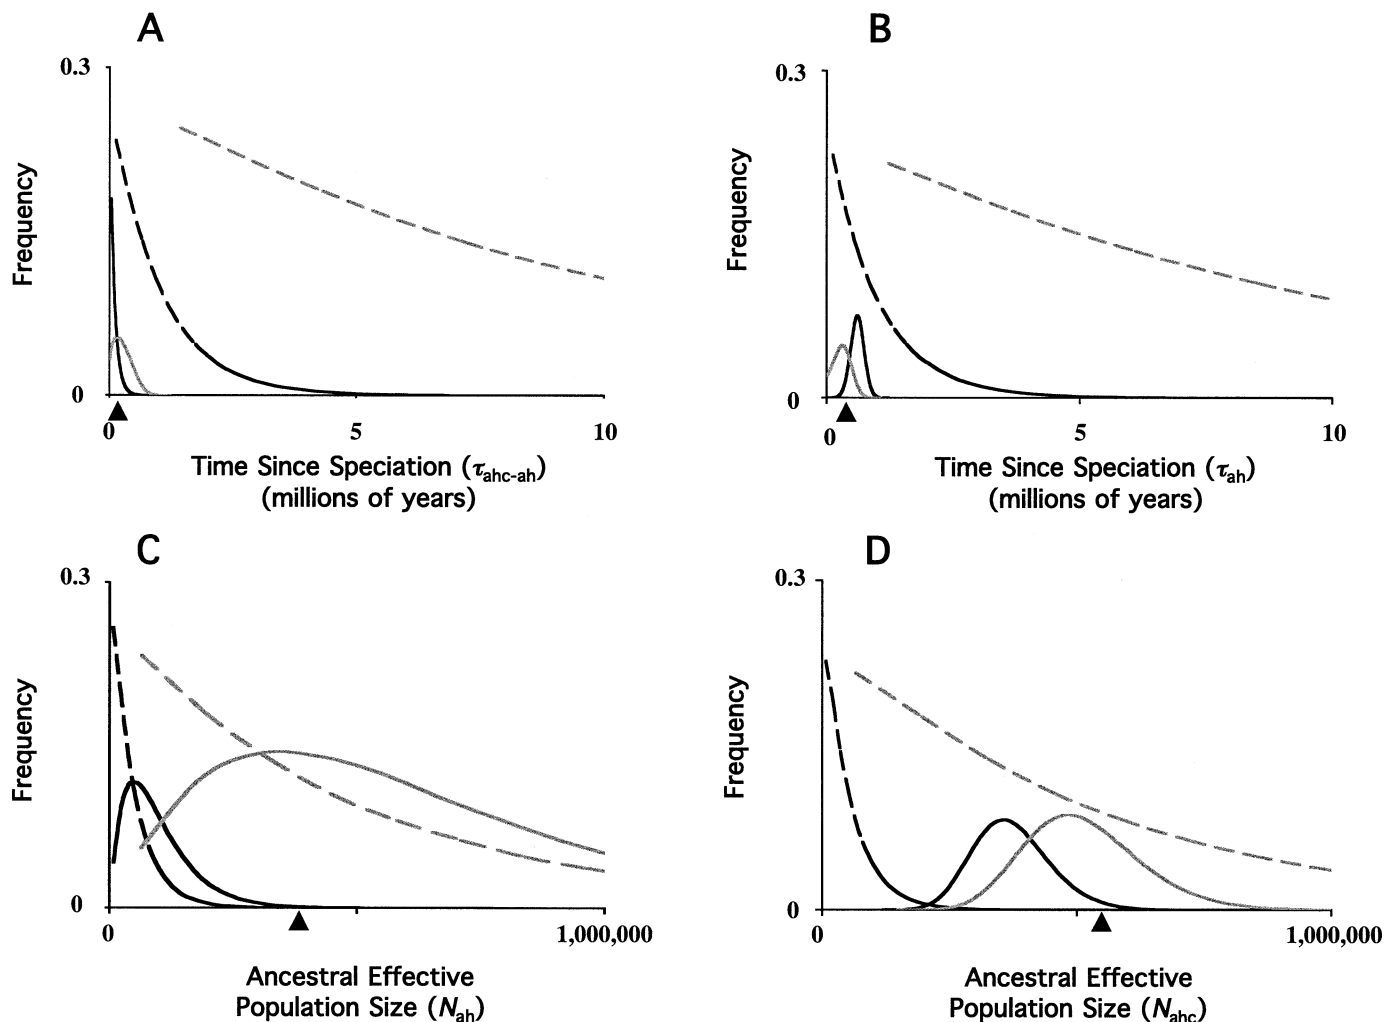 A
0.3
Frequency
0
0 5 10
Time Since Speciation (τahc-ah)
(millions of years)
B
0.3
Frequency
0
0 5 10
Time Since Speciation (τah)
(millions of years)
C
0.3
Frequency
0
0 1,000,000
Ancestral Effective
Population Size (Nah)
D
0.3
Frequency
0
0 1,000,000
Ancestral Effective
Population Size (Nahc)